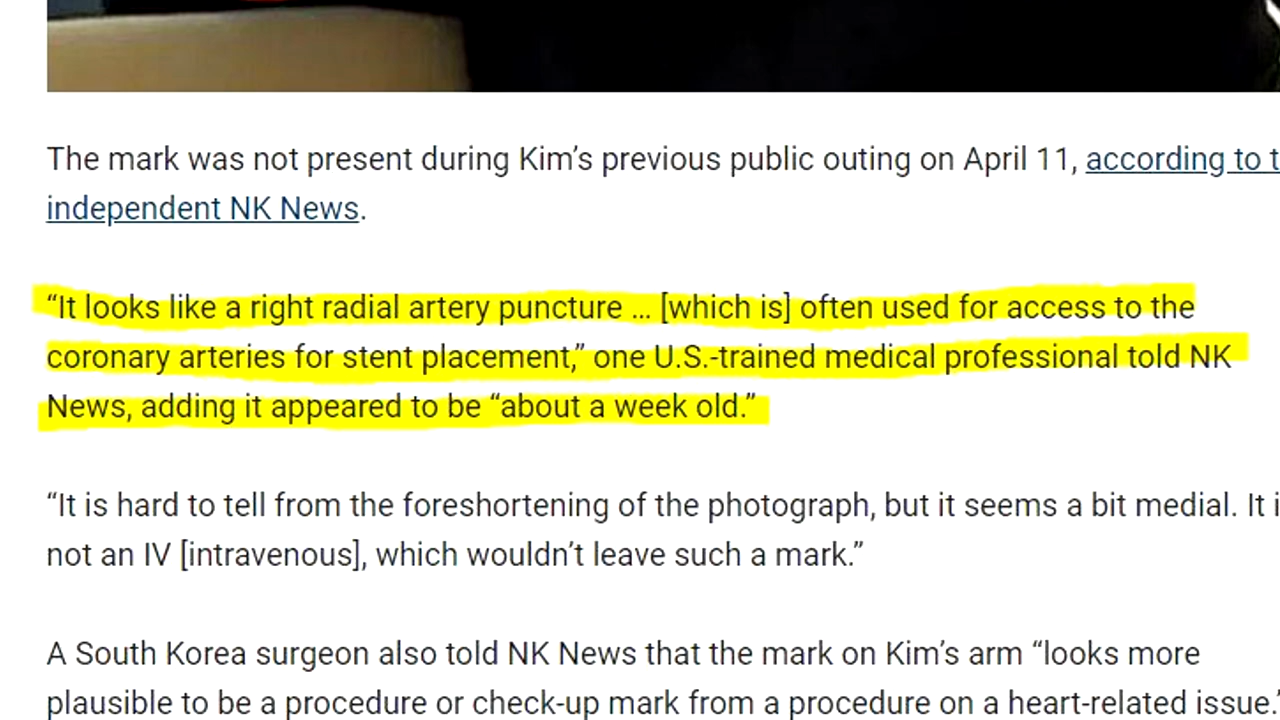 The mark was not present during Kim’s previous public outing on April 11, according to t
independent NK News.
“It looks like a right radial artery puncture ... [which is] often used for access to the
coronary arteries for stent placement,” one U.S.-trained medical professional told NK
News, adding it appeared to be “about a week old.”
“It is hard to tell from the foreshortening of the photograph, but it seems a bit medial. It i
not an IV [intravenous], which wouldn’t leave such a mark.”
A South Korea surgeon also told NK News that the mark on Kim’s arm “looks more
plausible to be a procedure or check-up mark from a procedure on a heart-related issue.”